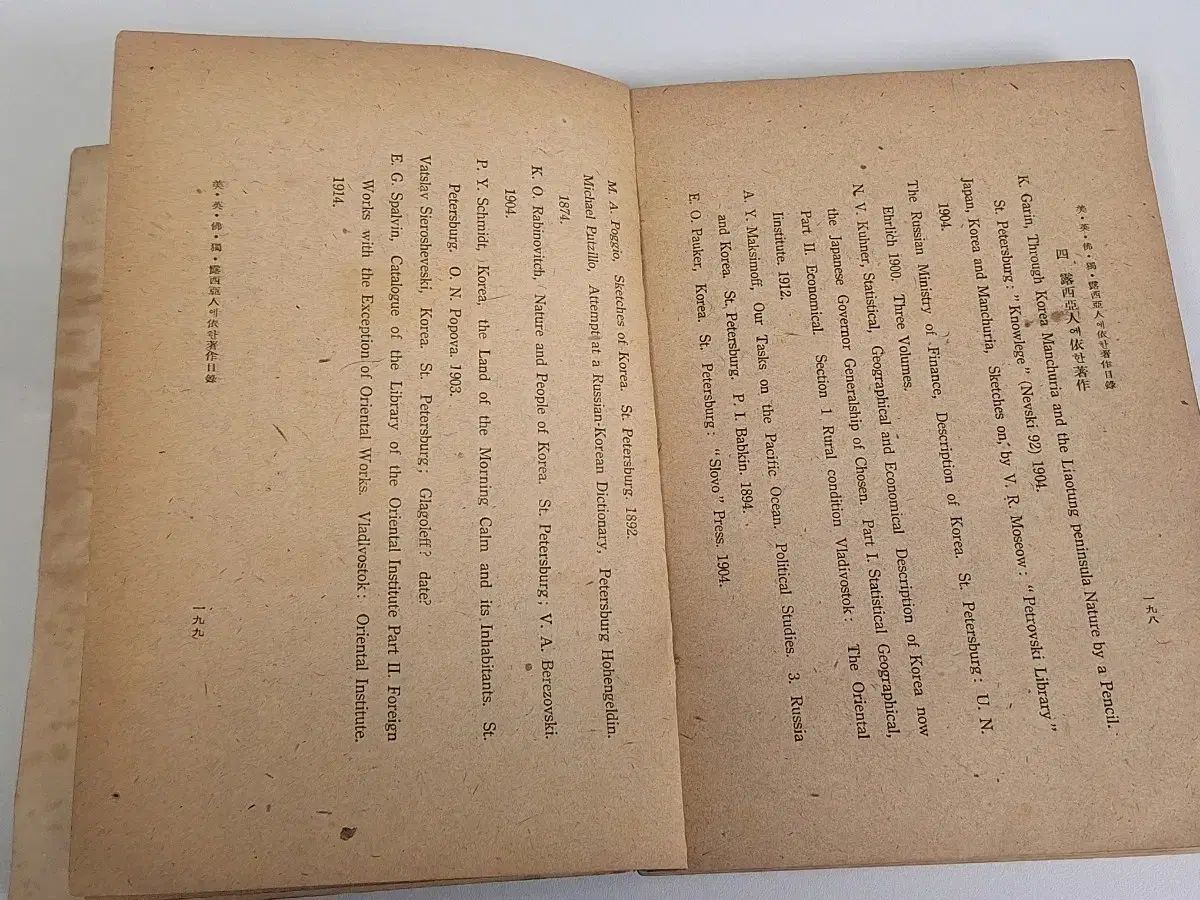 英・英・佛・獨・露西亞人에依한著作目錄
一九八
四 露西亞人에依한著作
K. Garin, Through Korea Manchuria and the Liaotung peninsula Nature by a Pencil.
St. Petersburg: "Knowlege" (Nevski 92) 1904.
Japan, Korea and Manchuria, Sketches on, by V. R. Moseow: "Petrovski Library"
1904.
The Russian Ministry of Finance, Description of Korea. St. Petersburg: U. N.
Ehrlich 1900. Three Volumes.
N. V. Kuhner, Statistical, Geographical and Economical Description of Korea now
the Japanese Governor Generalship of Chosen. Part I. Statistical Geographical,
Part II. Economical. Section 1 Rural condition Vladivostok: The Oriental
Iinstitute. 1912.
A. Y. Maksimoff, Our Tasks on the Pacific Ocean. Political Studies. 3. Russia
and Korea. St. Petersburg. P. I. Babkin. 1894.
E. O. Pauker, Korea. St. Petersburg: "Slovo" Press. 1904.
M. A. Poggio, Sketches of Korea. St. Petersburg. 1892.
Michael Putzillo, Attempt at a Russian-Korean Dictionary, Petersburg Hohengeldin.
1874.
K. O. Rabinovitch, Nature and People of Korea. St. Petersburg; V. A. Berezovski.
1904.
P. Y. Schmidt, Korea, the Land of the Morning Calm and its Inhabitants. St.
Petersburg. O. N. Popova. 1903.
Vatslav Sierosheveski, Korea. St. Petersburg; Glagoleff? date?
E. G. Spalvin, Catalogue of the Library of the Oriental Institute Part II. Foreign
Works with the Exception of Oriental Works. Vladivostok: Oriental Institute.
1914.
英・英・佛・獨・露西亞人에依한著作目錄
一九九